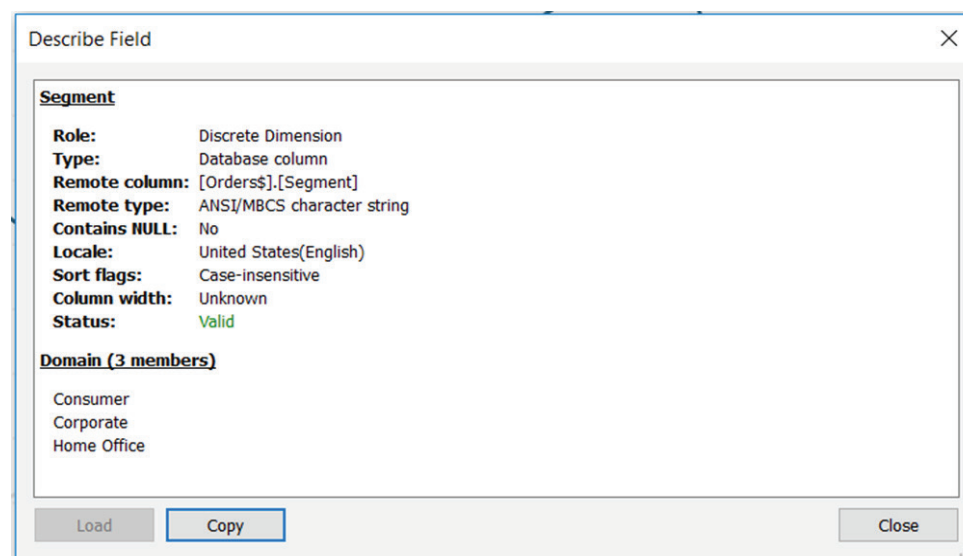 Describe Field
Segment
Role: Discrete Dimension
Type: Database column
Remote column: [Orders$].[Segment]
Remote type: ANSI/MBCS character string
Contains NULL: No
Locale: United States(English)
Sort flags: Case-insensitive
Column width: Unknown
Status: Valid
Domain (3 members)
Consumer
Corporate
Home Office
Load Copy Close